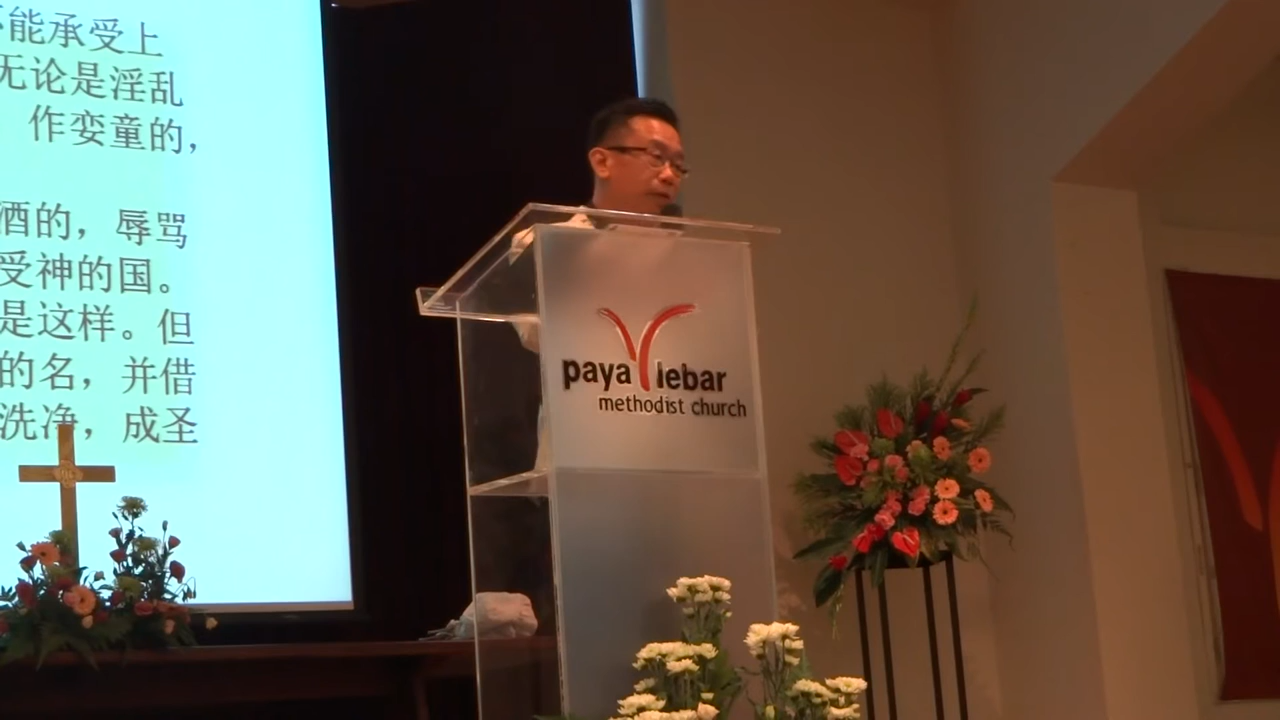 能承受上
无论是淫乱
作娈童的，
酒的，辱骂
受神的国。
是这样。但
的名，并借
洗净，成圣
paya lebar
methodist church